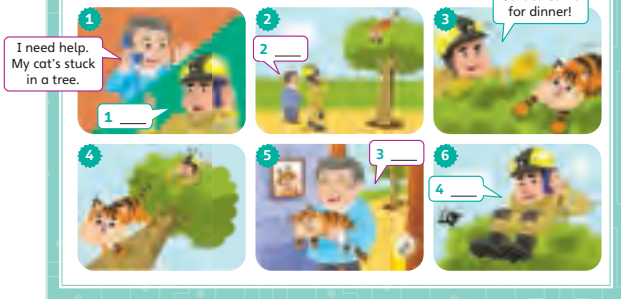 1
I need help.
My cat's stuck
in a tree.
1 ___
2
2 ___
3
for dinner!
4
5
3 ___
6
4 ___